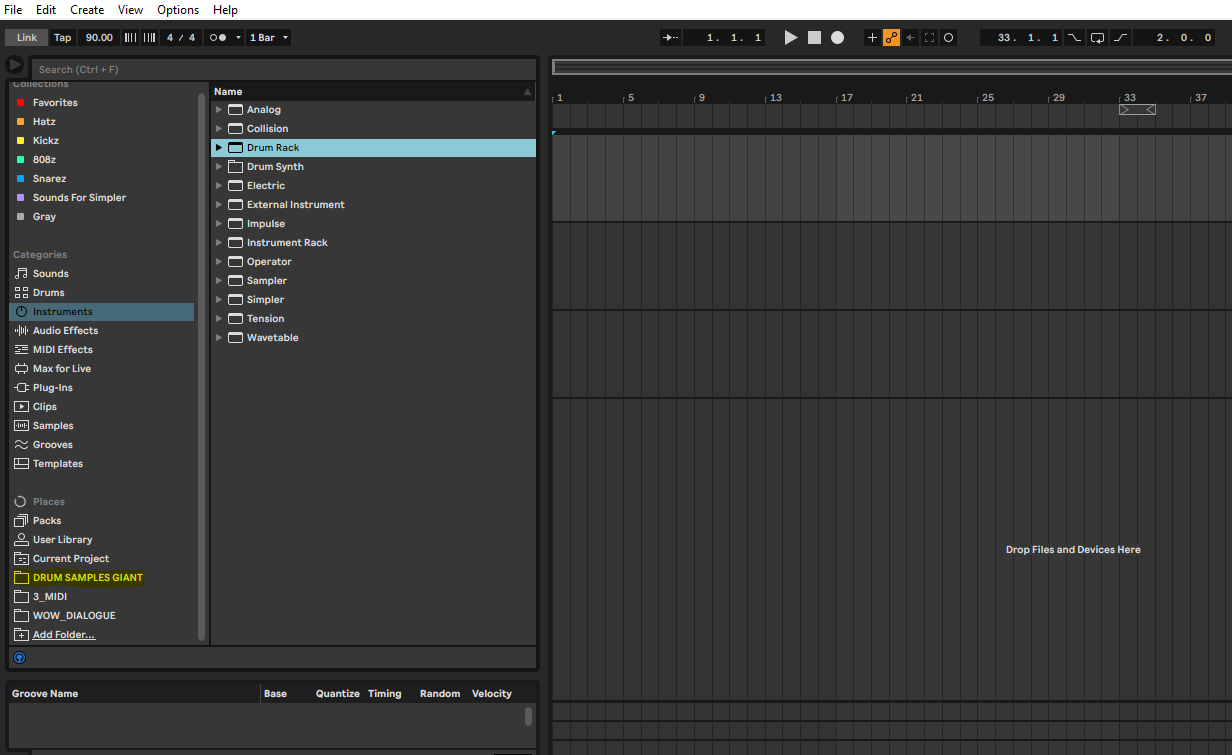 File Edit Create View Options Help
Link Tap 90.00 4 / 4 1 Bar 1. 1. 1 33. 1. 1 2. 0. 0
Search (Ctrl + F)
Collections
Favorites
Hatz
Kickz
808z
Snarez
Sounds For Simpler
Gray
Categories
Sounds
Drums
Instruments
Audio Effects
MIDI Effects
Max for Live
Plug-Ins
Clips
Samples
Grooves
Templates
Places
Packs
User Library
Current Project
DRUM SAMPLES GIANT
3_MIDI
WOW_DIALOGUE
Add Folder...
Name
Analog
Collision
Drum Rack
Drum Synth
Electric
External Instrument
Impulse
Instrument Rack
Operator
Sampler
Simpler
Tension
Wavetable
1 5 9 13 17 21 25 29 33 37
Drop Files and Devices Here
Groove Name Base Quantize Timing Random Velocity